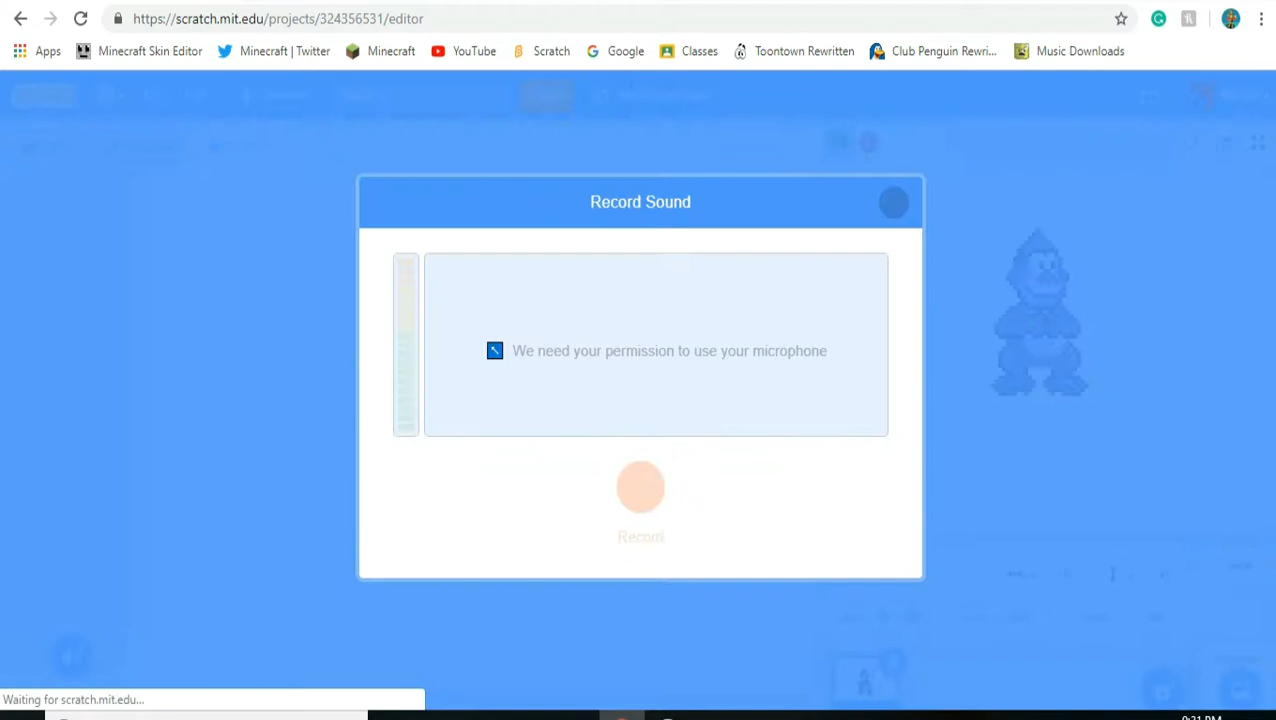 https://scratch.mit.edu/projects/324356531/editor
Apps Minecraft Skin Editor Minecraft | Twitter Minecraft YouTube Scratch Google Classes Toontown Rewritten Club Penguin Rewri... Music Downloads
Record Sound
We need your permission to use your microphone
Record
Waiting for scratch.mit.edu...